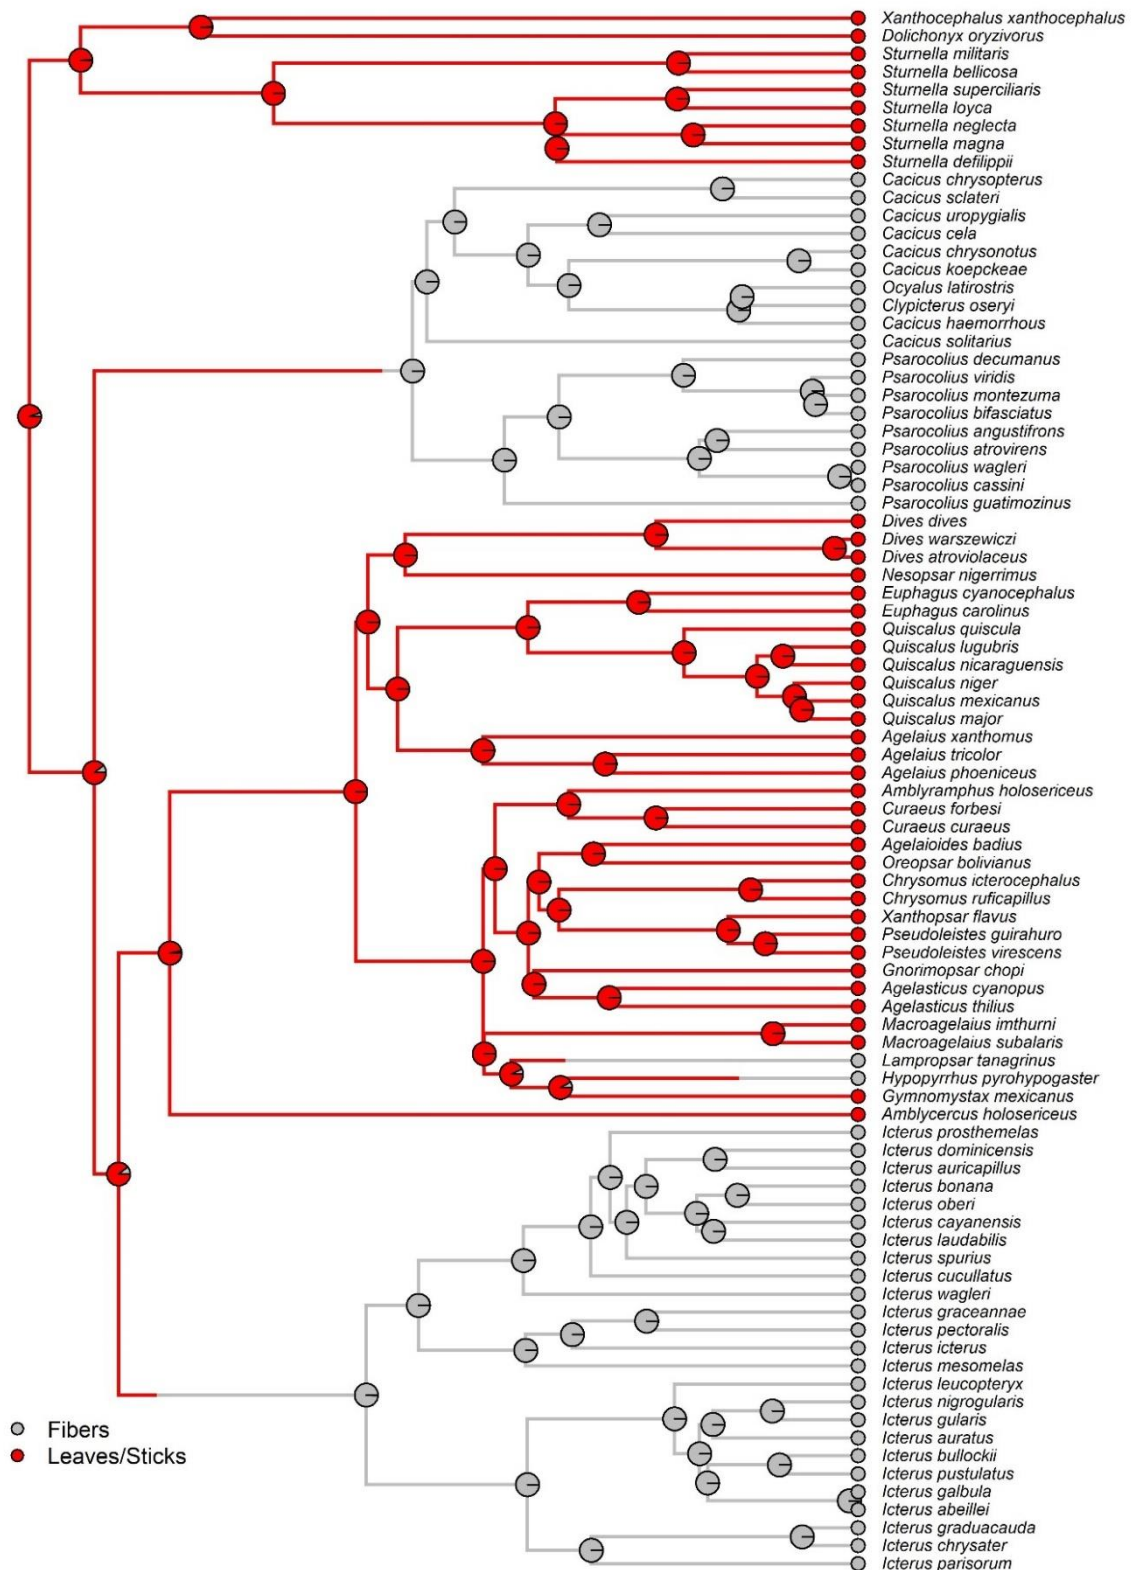 Xanthocephalus xanthocephalus
Dolichonyx oryzivorus
Sturnella militaris
Sturnella bellicosa
Sturnella superciliaris
Sturnella loyca
Sturnella neglecta
Sturnella magna
Sturnella defilippii
Cacicus chrysopterus
Cacicus sclateri
Cacicus uropygialis
Cacicus cela
Cacicus chrysonotus
Cacicus koepckeae
Ocyalus latirostris
Clypicterus oseryi
Cacicus haemorrhous
Cacicus solitarius
Psarocolius decumanus
Psarocolius viridis
Psarocolius montezuma
Psarocolius bifasciatus
Psarocolius angustifrons
Psarocolius atrovirens
Psarocolius wagleri
Psarocolius cassini
Psarocolius guatimozinus
Dives dives
Dives warszewiczi
Dives atroviolaceus
Nesopsar nigerrimus
Euphagus cyanocephalus
Euphagus carolinus
Quiscalus quiscula
Quiscalus lugubris
Quiscalus nicaraguensis
Quiscalus niger
Quiscalus mexicanus
Quiscalus major
Agelaius xanthomus
Agelaius tricolor
Agelaius phoeniceus
Amblyramphus holosericeus
Curaeus forbesi
Curaeus curaeus
Agelaioides badius
Oreopsar bolivianus
Chrysomus icterocephalus
Chrysomus ruficapillus
Xanthopsar flavus
Pseudoleistes guirahuro
Pseudoleistes virescens
Gnorimopsar chopi
Agelasticus cyanopus
Agelasticus thilius
Macroagelaius imthurni
Macroagelaius subalaris
Lampropsar tanagrinus
Hypopyrrhus pyrohypogaster
Gymnomystax mexicanus
Amblycercus holosericeus
Icterus prosthemelas
Icterus dominicensis
Icterus auricapillus
Icterus bonana
Icterus oberi
Icterus cayanensis
Icterus laudabilis
Icterus spurius
Icterus cucullatus
Icterus wagleri
Icterus graceannae
Icterus pectoralis
Icterus icterus
Icterus mesomelas
Icterus leucopteryx
Icterus nigrogularis
Icterus gularis
Icterus auratus
Icterus bullockii
Icterus pustulatus
Icterus galbula
Icterus abeillei
Icterus graduacauda
Icterus chrysater
Icterus parisorum
Fibers
Leaves/Sticks